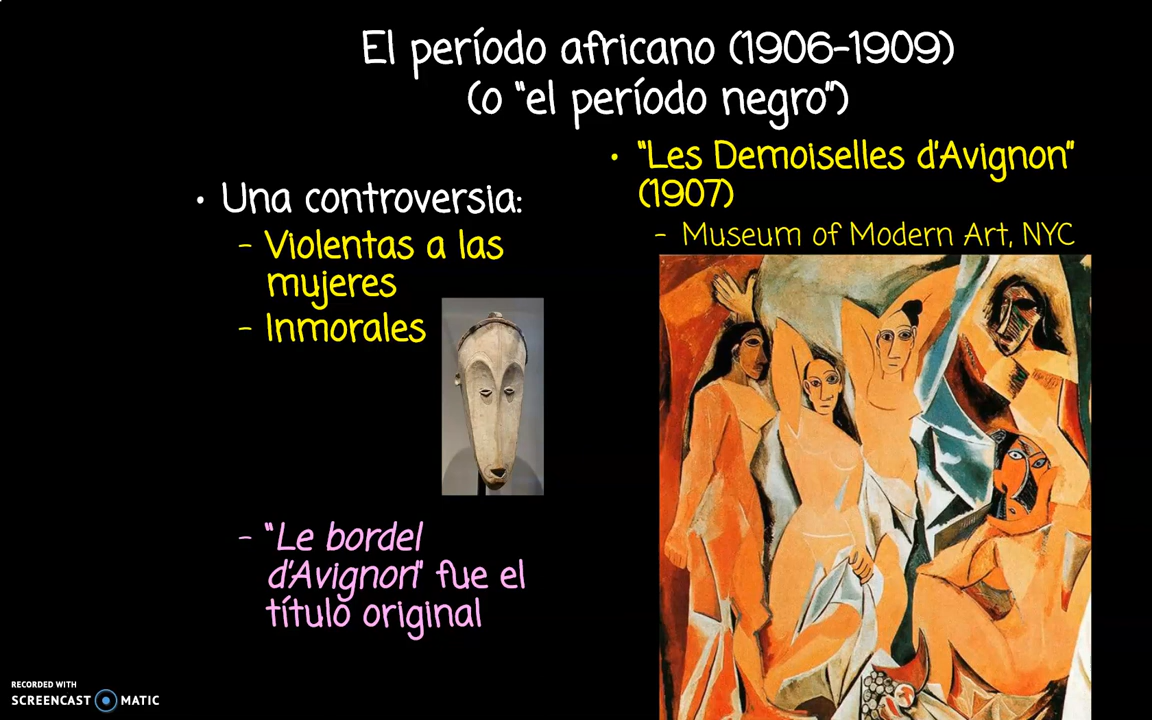 El período africano (1906-1909)
(o "el período negro")
• Una controversia:
– Violentas a las
mujeres
– Inmorales
– "Le bordel
d'Avignon" fue el
título original
• "Les Demoiselles d'Avignon"
(1907)
– Museum of Modern Art, NYC
RECORDED WITH
SCREENCAST MATIC